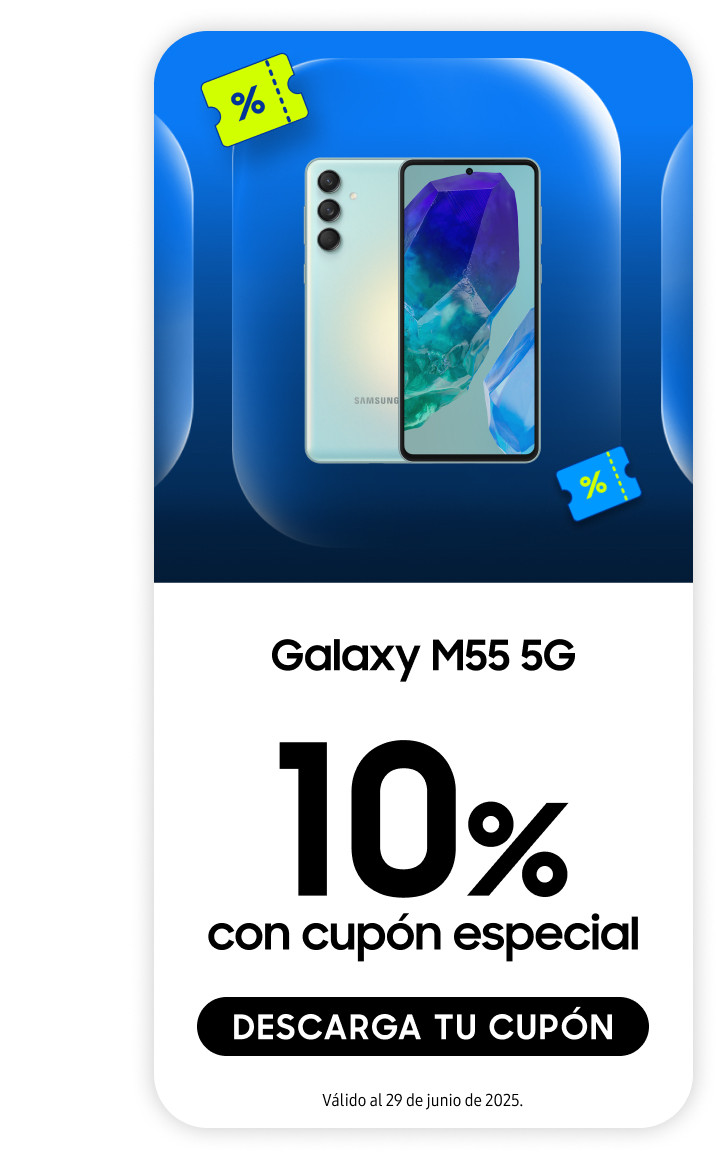 %
SAMSUNG
%
Galaxy M55 5G
10%
con cupón especial
DESCARGA TU CUPÓN
Válido al 29 de junio de 2025.